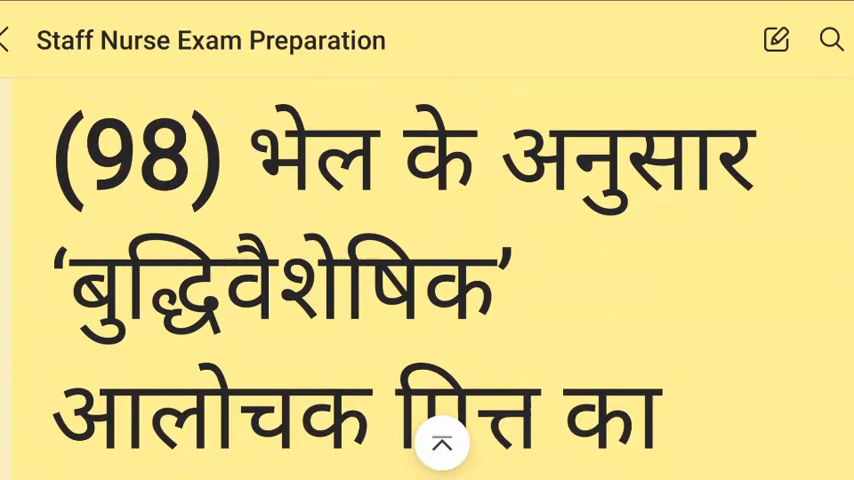 Staff Nurse Exam Preparation
(98) भेल के अनुसार
‘बुद्धिवैशेषिक’
आलोचक पित्त का